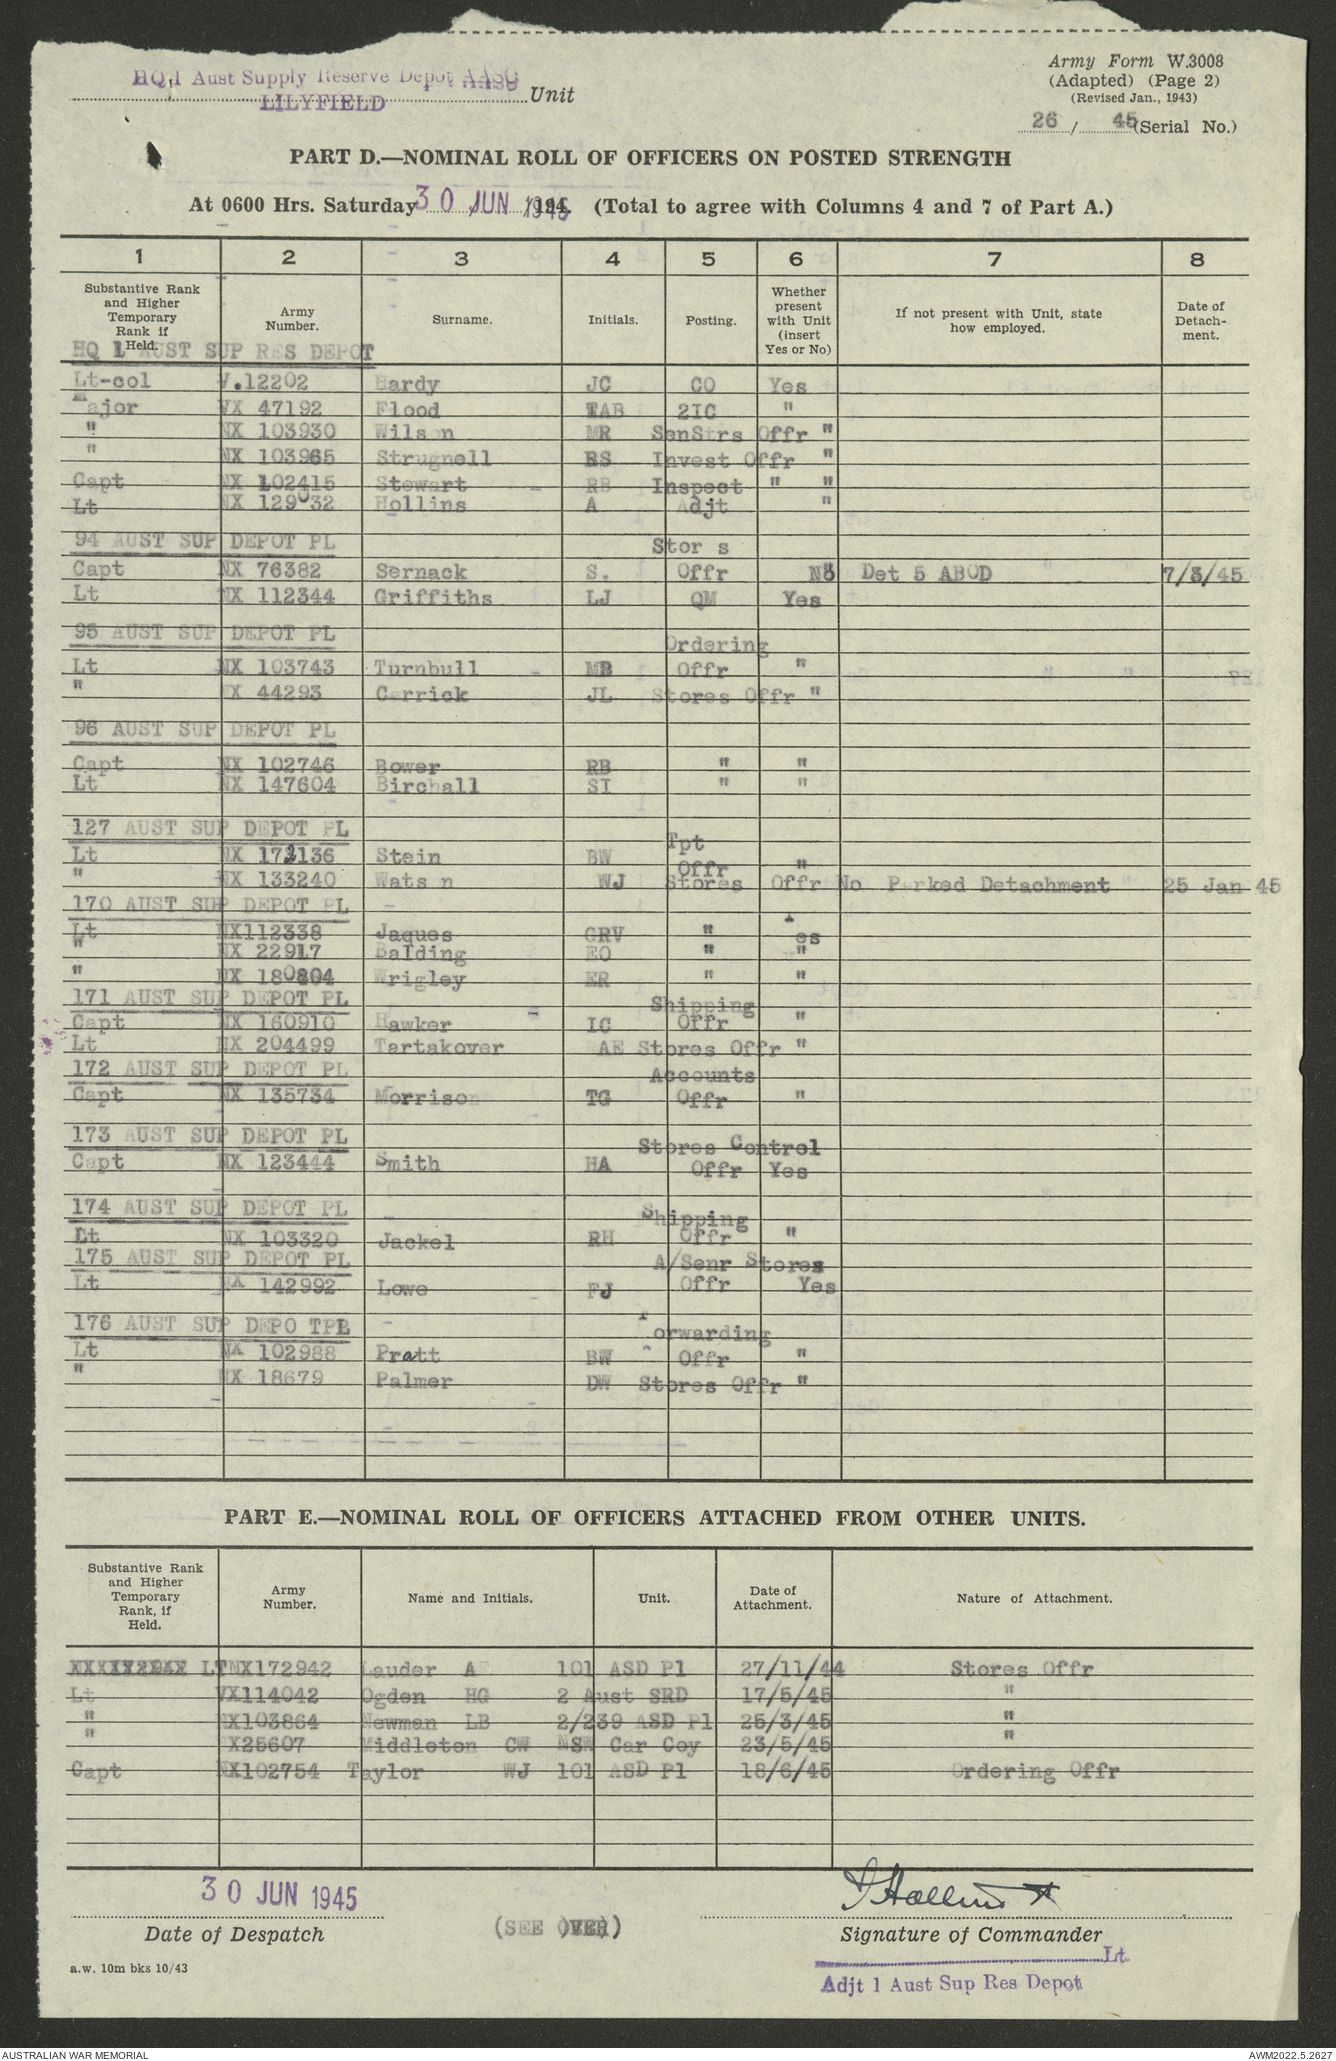 HQ 1 Aust Supply Reserve Depot AASC
LILYFIELD Unit
Army Form W.3008
(Adapted) (Page 2)
(Revised Jan., 1943)
26 / 45 (Serial No.)
PART D.—NOMINAL ROLL OF OFFICERS ON POSTED STRENGTH
At 0600 Hrs. Saturday 30 JUN 1945 (Total to agree with Columns 4 and 7 of Part A.)
1 2 3 4 5 6 7 8
Substantive Rank and Higher Temporary Rank if Held.
Army Number.
Surname.
Initials.
Posting.
Whether present with Unit (insert Yes or No)
If not present with Unit, state how employed.
Date of Detach-ment.
HQ 1 AUST SUP RES DEPOT
Lt-col V.12202 Hardy JC CO Yes
Major VX 47192 Flood TAB 2IC "
" NX 103930 Wilson MR SenStrs Offr "
" NX 103965 Strugnell RS Invest Offr "
Capt NX 102415 Stewart RB Inspect " "
Lt NX 129032 Hollins A Adjt "
94 AUST SUP DEPOT PL Stor s
Capt NX 76382 Sernack S. Offr No Det 5 ABOD 7/3/45
Lt NX 112344 Griffiths LJ QM Yes
95 AUST SUP DEPOT PL Ordering
Lt NX 103743 Turnbull MB Offr "
" NX 44293 Carrick JL Stores Offr "
96 AUST SUP DEPOT PL
Capt NX 102746 Bower RB " "
Lt NX 147604 Birchall SI " "
127 AUST SUP DEPOT PL Tpt
Lt NX 172136 Stein BW Offr "
" NX 133240 Wats n WJ Stores Offr No Parked Detachment 25 Jan 45
170 AUST SUP DEPOT PL
Lt NX112338 Jaques GRV " Yes
" NX 22917 Balding EO " "
" NX 180804 Wrigley ER " "
171 AUST SUP DEPOT PL Shipping
Capt NX 160910 Hawker IC Offr "
Lt NX 204499 Tartakover AE Stores Offr "
172 AUST SUP DEPOT PL Accounts
Capt NX 135734 Morrison TG Offr "
173 AUST SUP DEPOT PL Stores Control
Capt NX 123444 Smith HA Offr Yes
174 AUST SUP DEPOT PL Shipping
Lt NX 103320 Jackel RH Offr "
175 AUST SUP DEPOT PL A/Senr Stores
Lt NX 142992 Lowe FJ Offr Yes
176 AUST SUP DEPO TPL Forwarding
Lt NX 102988 Pratt BW Offr "
" NX 18679 Palmer DW Stores Offr "
PART E.—NOMINAL ROLL OF OFFICERS ATTACHED FROM OTHER UNITS.
Substantive Rank and Higher Temporary Rank, if Held.
Army Number.
Name and Initials.
Unit.
Date of Attachment.
Nature of Attachment.
LT NX172942 Lauder A 101 ASD Pl 27/11/44 Stores Offr
Lt VX114042 Ogden HG 2 Aust SRD 17/5/45 "
" NX103864 Newman LB 2/239 ASD Pl 25/3/45 "
" X25607 Middleton CW NSW Car Coy 23/5/45 "
Capt NX102754 Taylor WJ 101 ASD Pl 18/6/45 Ordering Offr
30 JUN 1945
Date of Despatch
(SEE OVER)
Signature of Commander
Lt
Adjt 1 Aust Sup Res Depot
a.w. 10m bks 10/43
AUSTRALIAN WAR MEMORIAL
AWM2022.5.2627